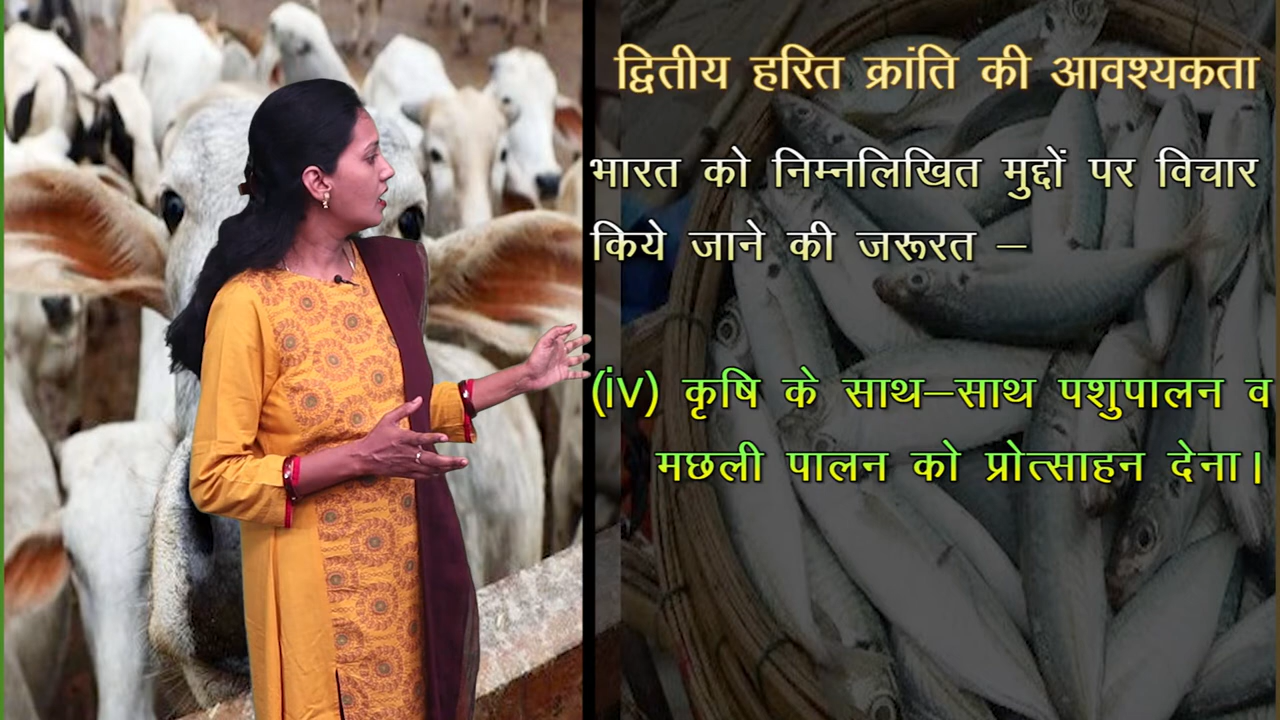 द्वितीय हरित क्रांति की आवश्यकता
भारत को निम्नलिखित मुद्दों पर विचार
किये जाने की जरूरत –
(iv) कृषि के साथ–साथ पशुपालन व
मछली पालन को प्रोत्साहन देना।